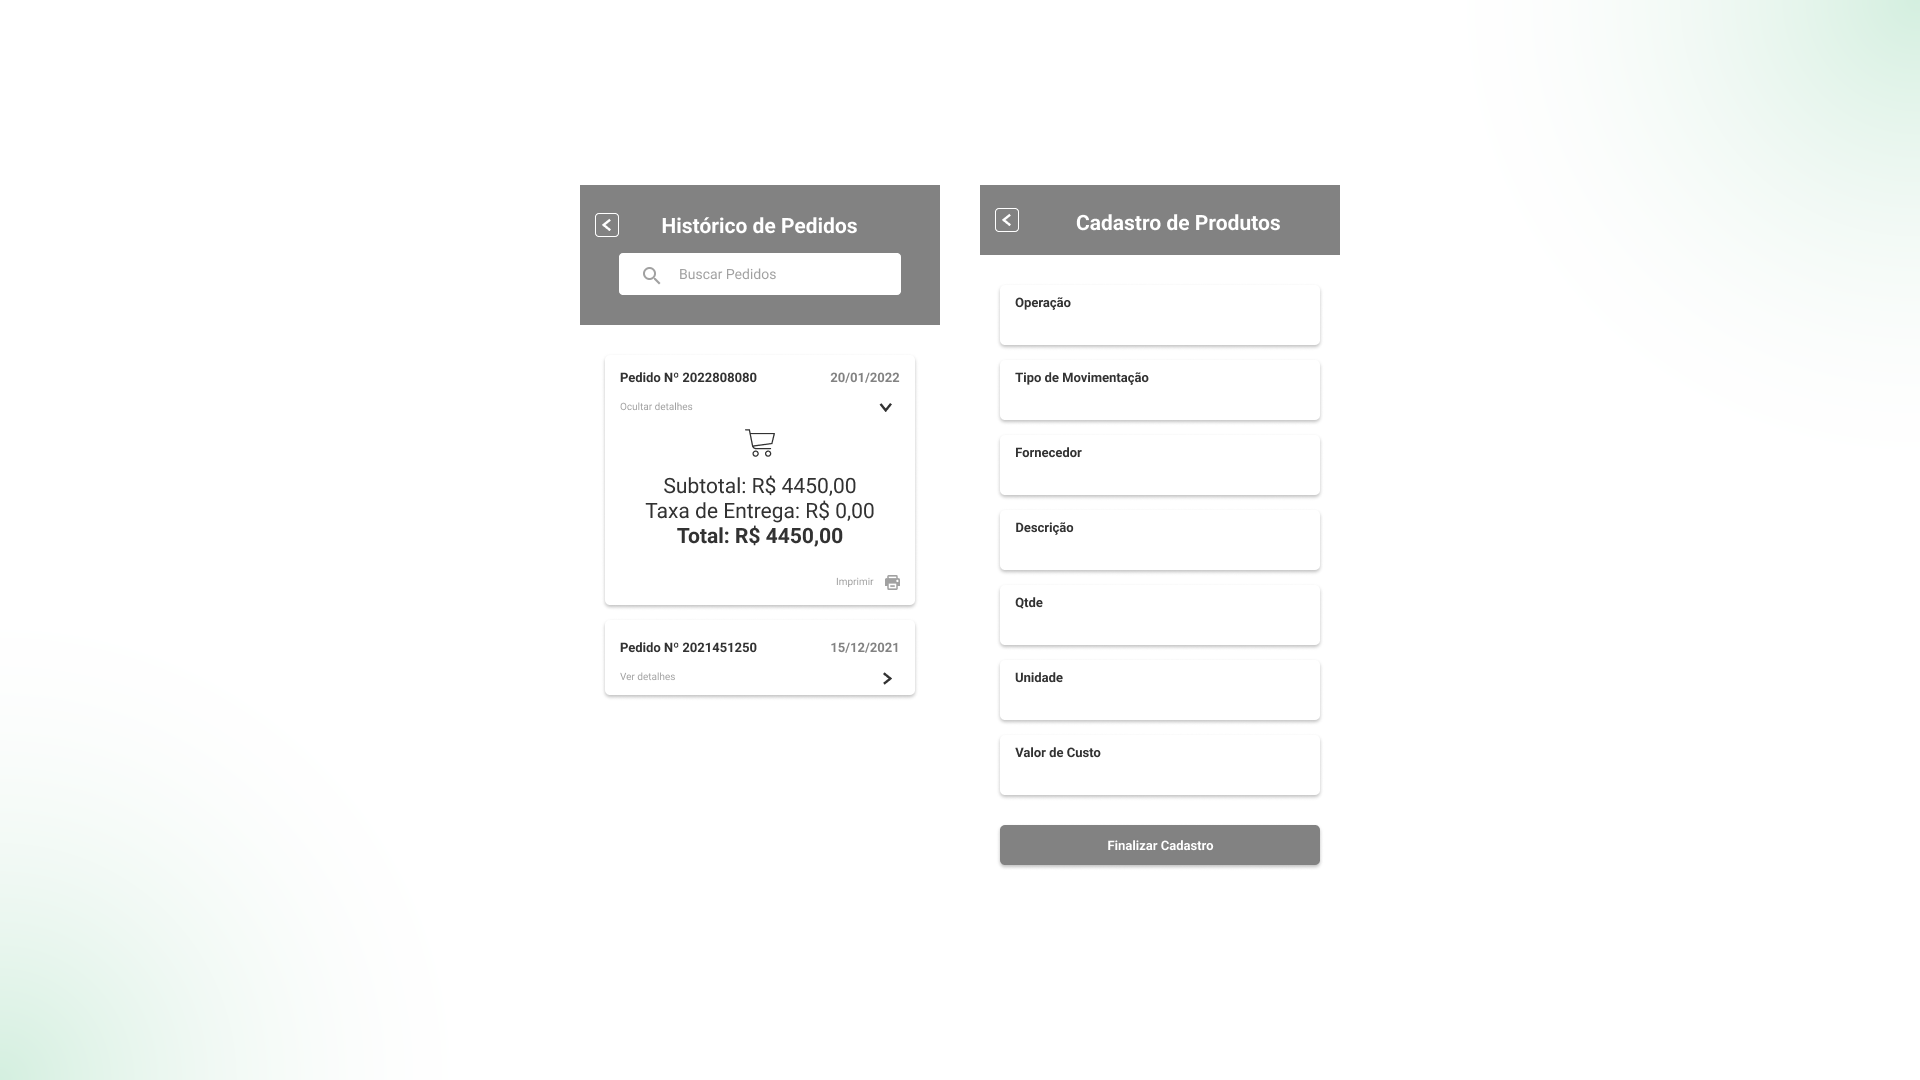 Histórico de Pedidos
Buscar Pedidos
Pedido Nº 2022808080 20/01/2022
Ocultar detalhes
Subtotal: R$ 4450,00
Taxa de Entrega: R$ 0,00
Total: R$ 4450,00
Imprimir
Pedido Nº 2021451250 15/12/2021
Ver detalhes
Cadastro de Produtos
Operação
Tipo de Movimentação
Fornecedor
Descrição
Qtde
Unidade
Valor de Custo
Finalizar Cadastro